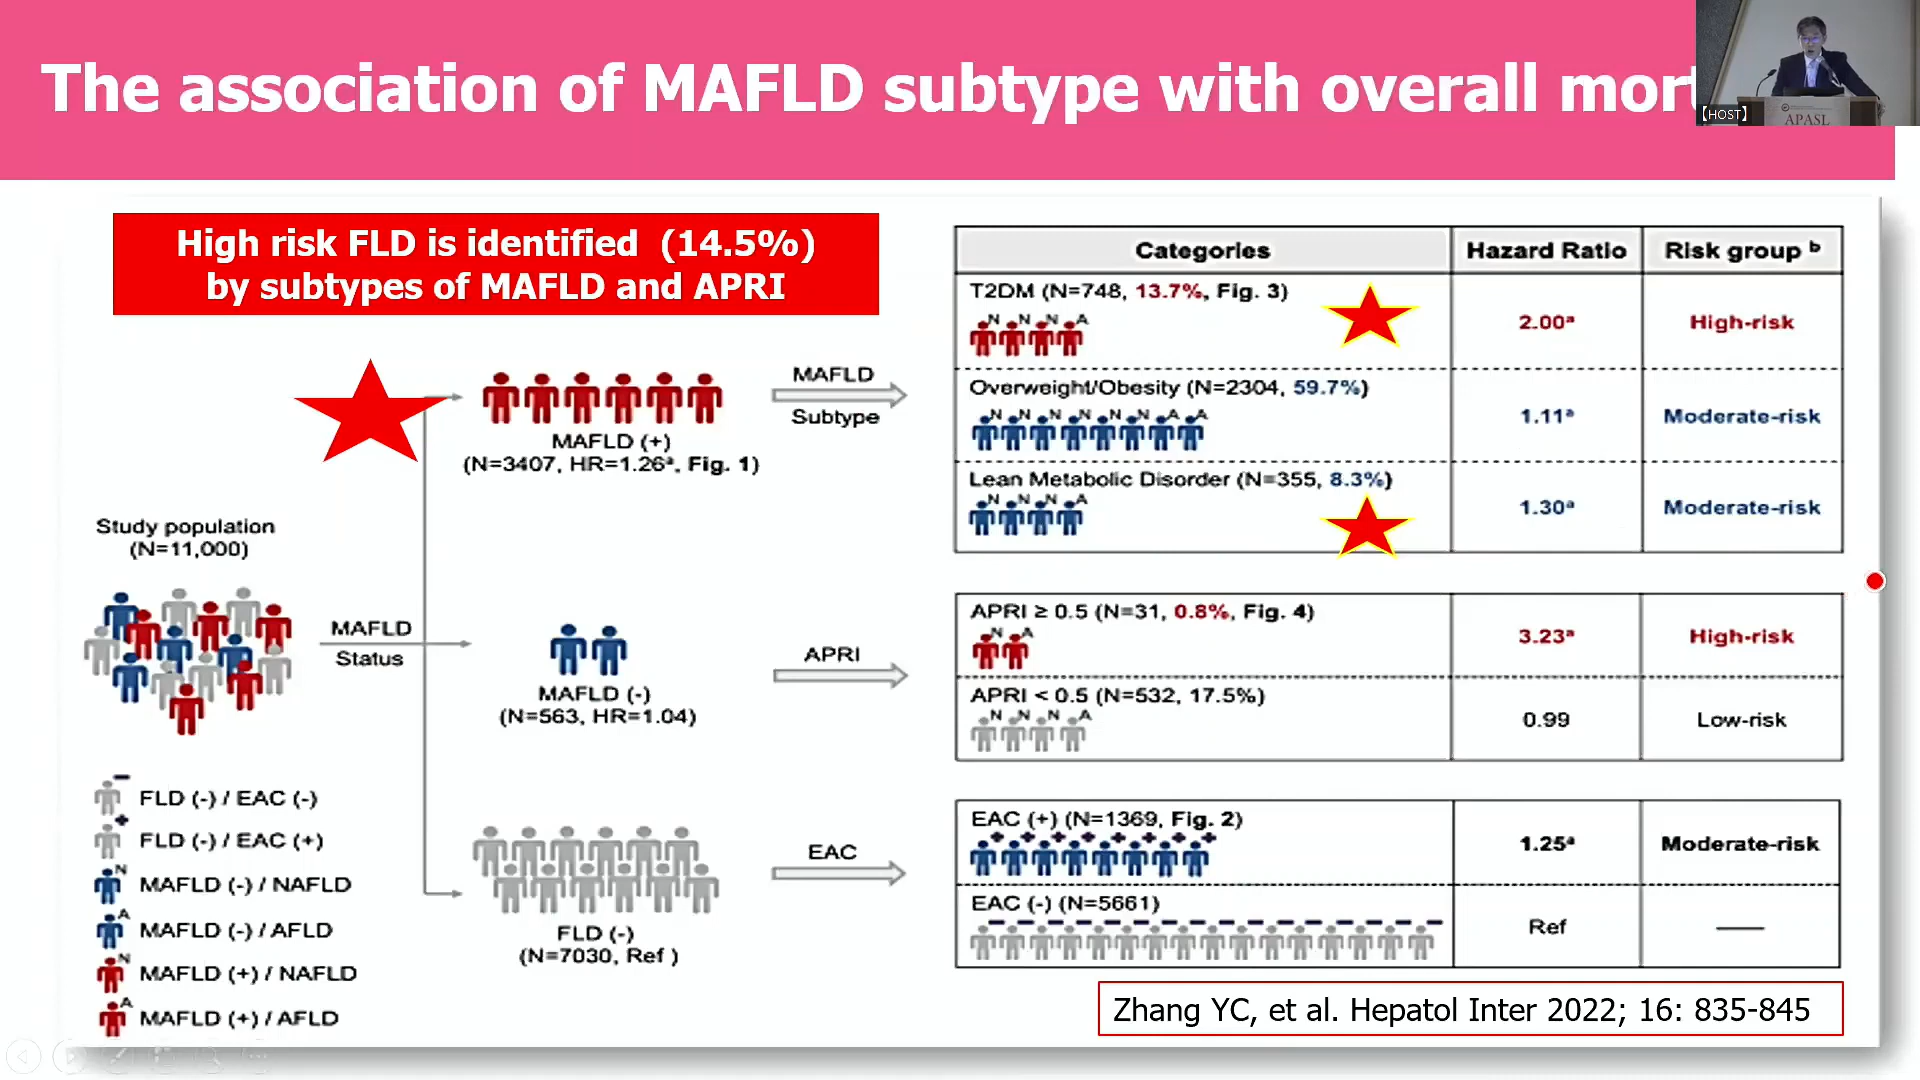 The association of MAFLD subtype with overall mort
【HOST】
APASL
High risk FLD is identified (14.5%)
by subtypes of MAFLD and APRI
Study population
(N=11,000)
MAFLD
Status
MAFLD (+)
(N=3407, HR=1.26ᵃ, Fig. 1)
MAFLD
Subtype
MAFLD (-)
(N=563, HR=1.04)
APRI
FLD (-)
(N=7030, Ref )
EAC
Categories Hazard Ratio Risk group ᵇ
T2DM (N=748, 13.7%, Fig. 3)
N N N A
2.00ᵃ High-risk
Overweight/Obesity (N=2304, 59.7%)
N N N N N N A A
1.11ᵃ Moderate-risk
Lean Metabolic Disorder (N=355, 8.3%)
N N N A
1.30ᵃ Moderate-risk
APRI ≥ 0.5 (N=31, 0.8%, Fig. 4)
N A
3.23ᵃ High-risk
APRI < 0.5 (N=532, 17.5%)
N N N A
0.99 Low-risk
EAC (+) (N=1369, Fig. 2)
1.25ᵃ Moderate-risk
EAC (-) (N=5661)
Ref
FLD (-) / EAC (-)
FLD (-) / EAC (+)
N MAFLD (-) / NAFLD
A MAFLD (-) / AFLD
N MAFLD (+) / NAFLD
A MAFLD (+) / AFLD
Zhang YC, et al. Hepatol Inter 2022; 16: 835-845